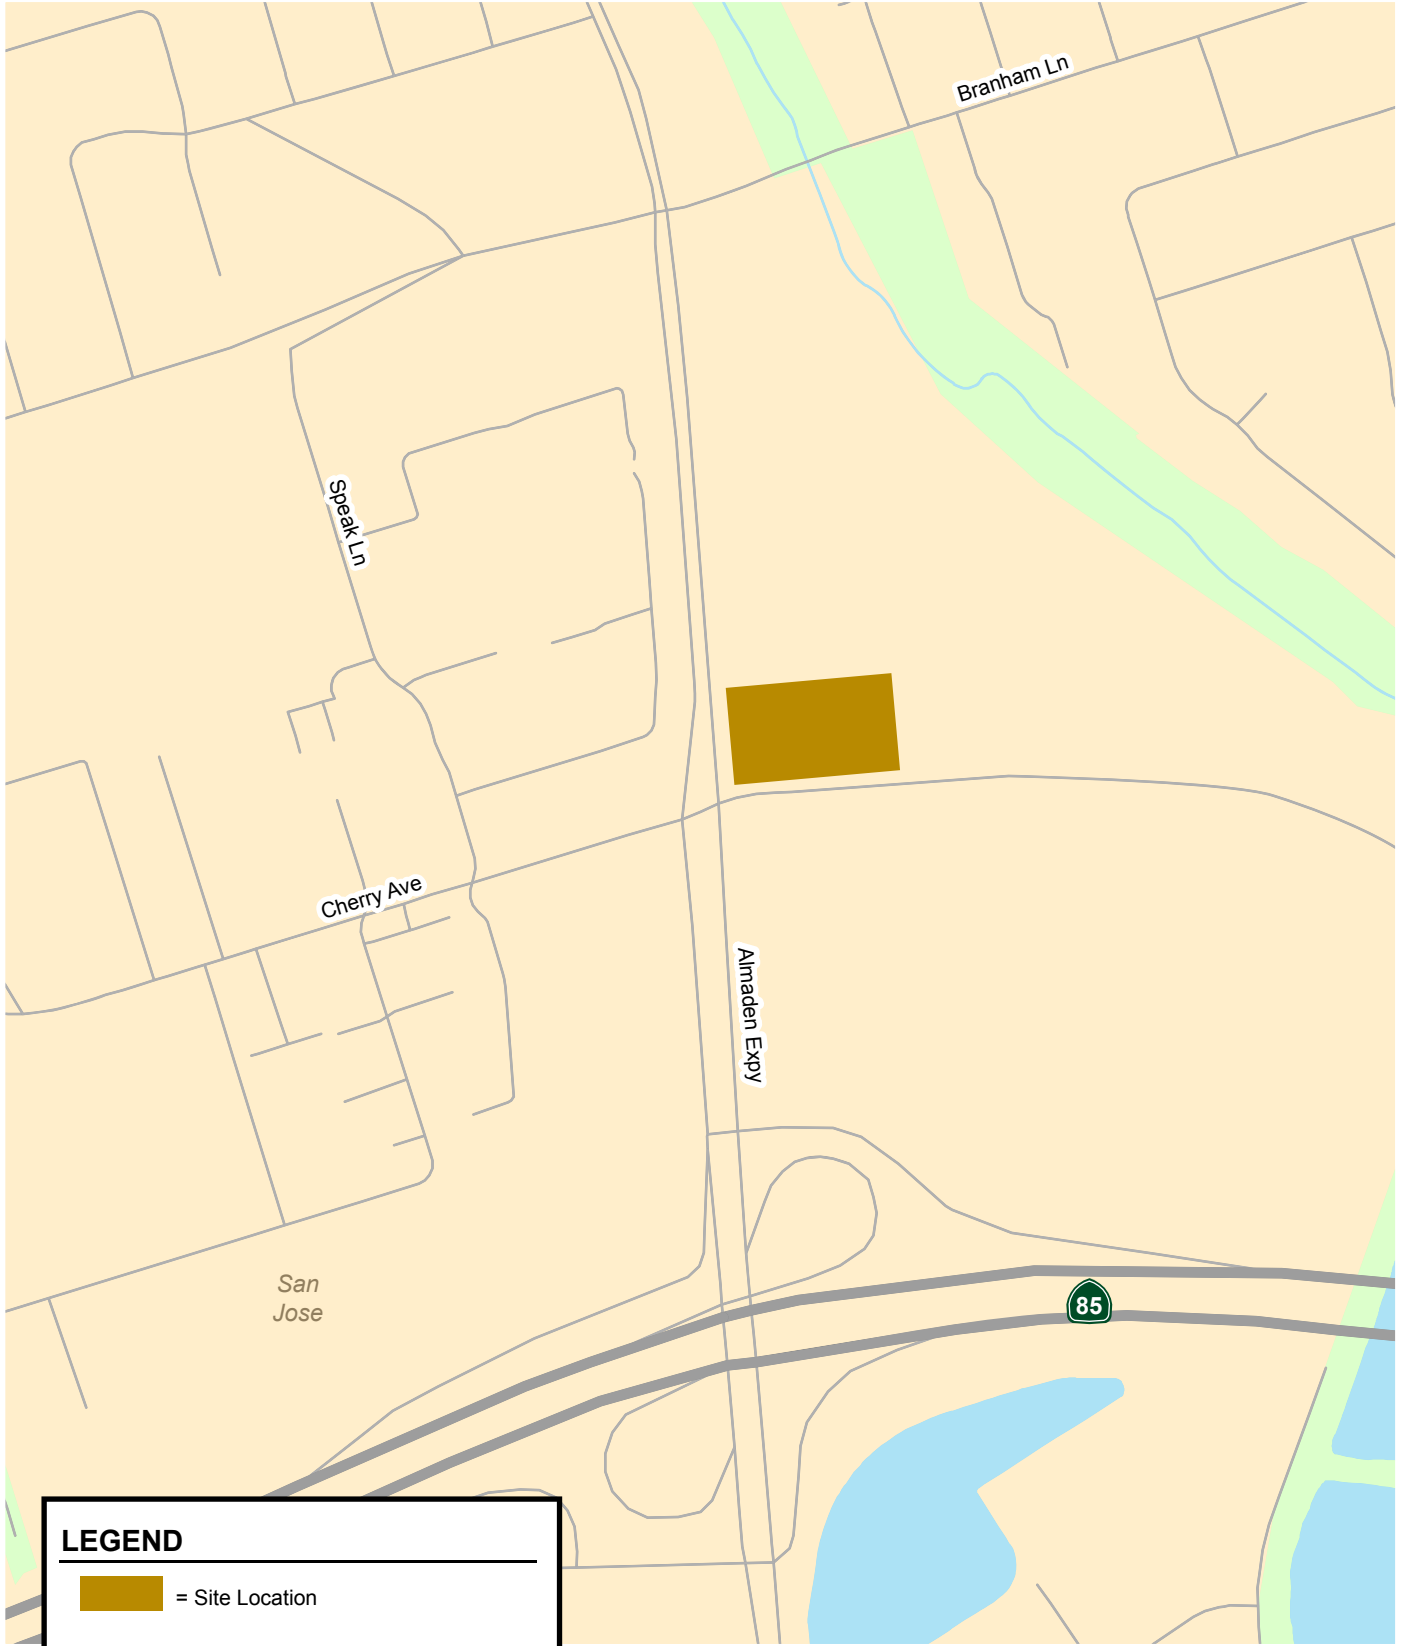 Branham Ln
Speak Ln
Cherry Ave
Almaden Expy
San
Jose
85
LEGEND
= Site Location